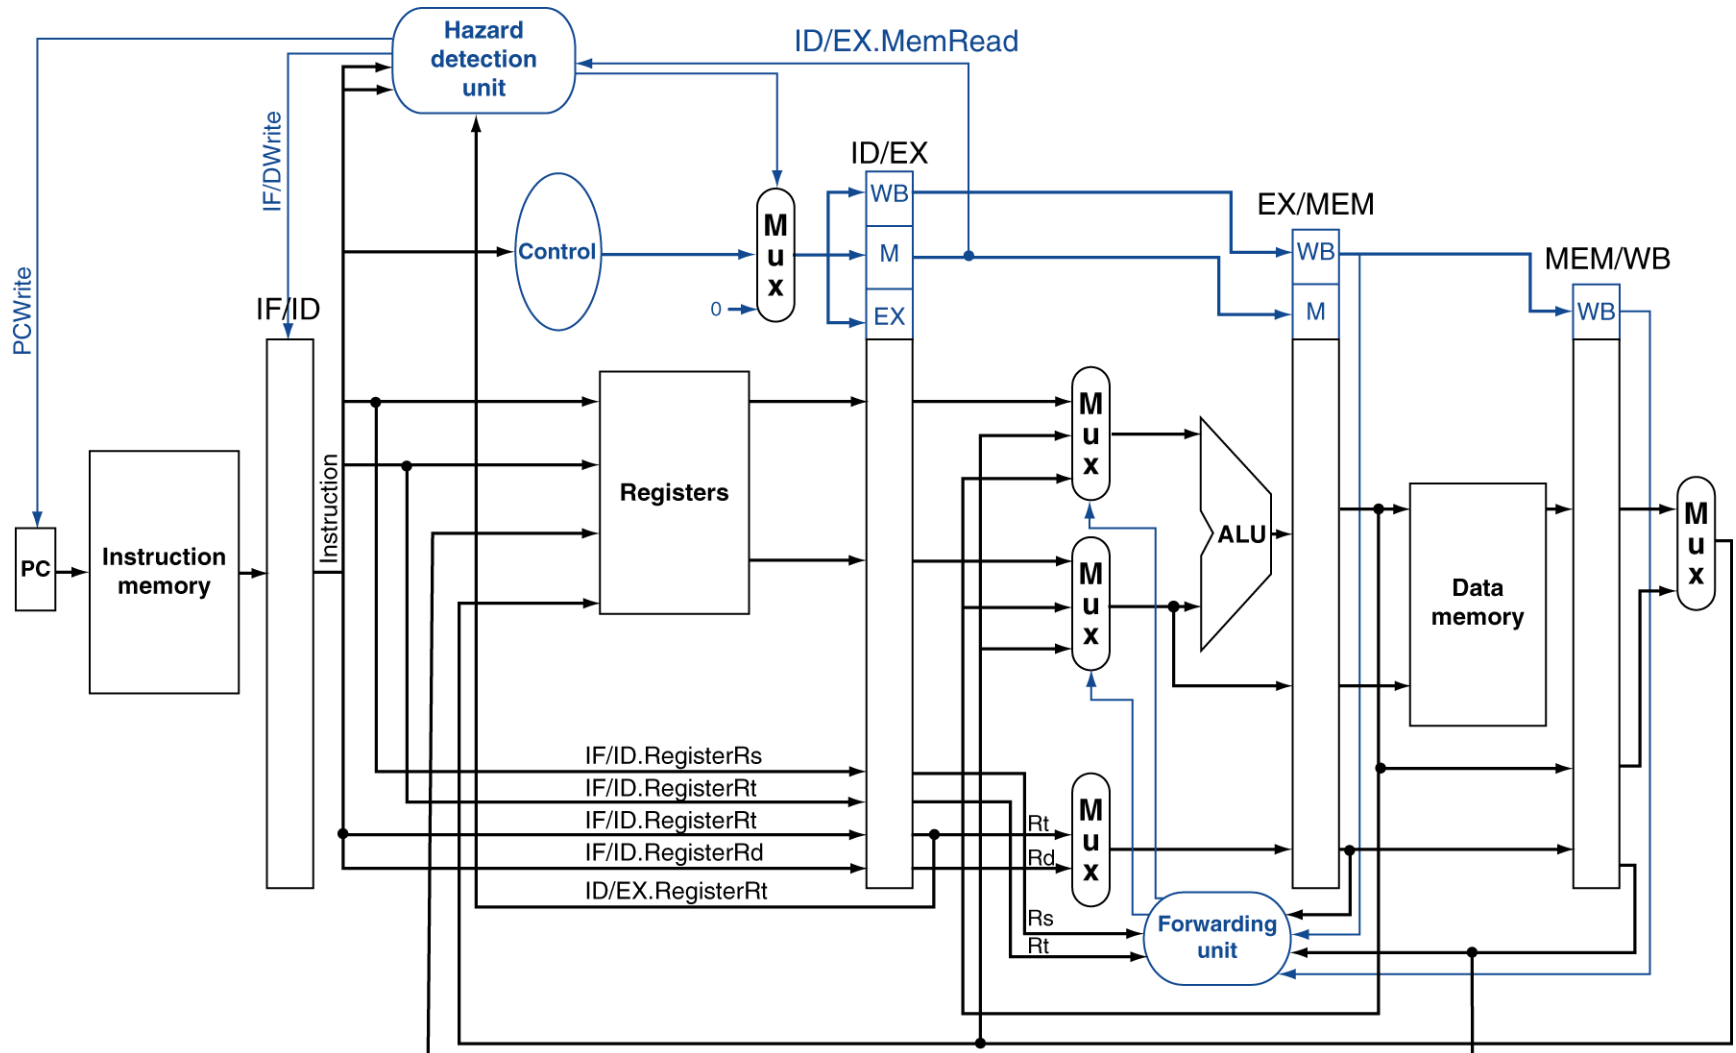 Hazard
detection
unit
ID/EX.MemRead
IF/DWrite
PCWrite
ID/EX
WB
M
EX
Control
M
u
x
0
EX/MEM
WB
M
MEM/WB
WB
IF/ID
Instruction
PC
Instruction
memory
Registers
M
u
x
M
u
x
ALU
Data
memory
M
u
x
IF/ID.RegisterRs
IF/ID.RegisterRt
IF/ID.RegisterRt
IF/ID.RegisterRd
ID/EX.RegisterRt
Rt
Rd
M
u
x
Rs
Rt
Forwarding
unit